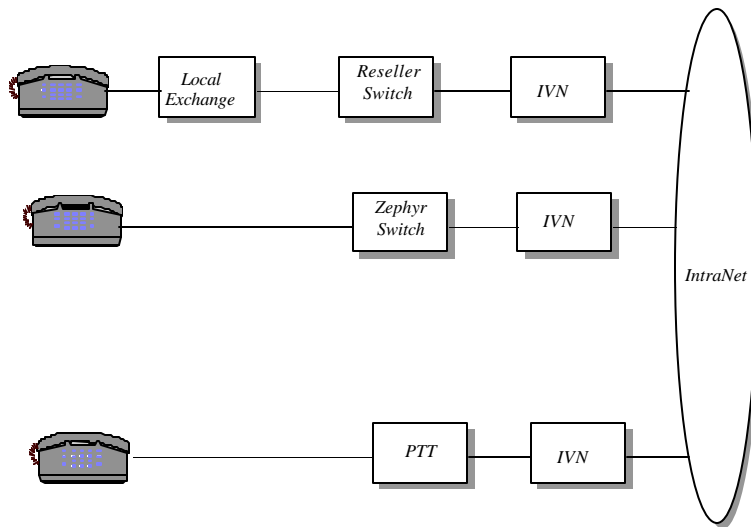 Local
Exchange
Reseller
Switch
IVN
Zephyr
Switch
IVN
IntraNet
PTT
IVN